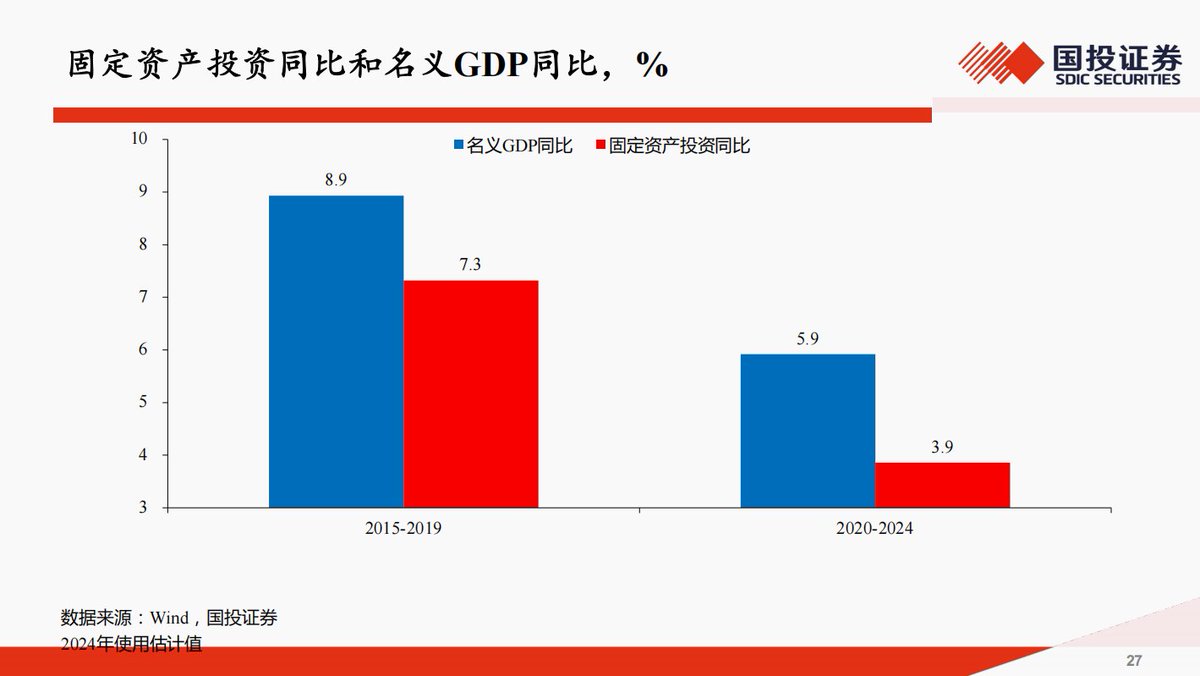 固定资产投资同比和名义GDP同比，%
国投证券
SDIC SECURITIES
名义GDP同比 固定资产投资同比
10
9
8
7
6
5
4
3
8.9
7.3
5.9
3.9
2015-2019
2020-2024
数据来源：Wind，国投证券
2024年使用估计值
27